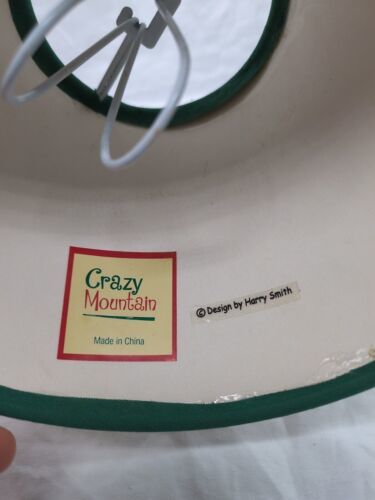 Crazy
Mountain
Made in China
© Design by Harry Smith